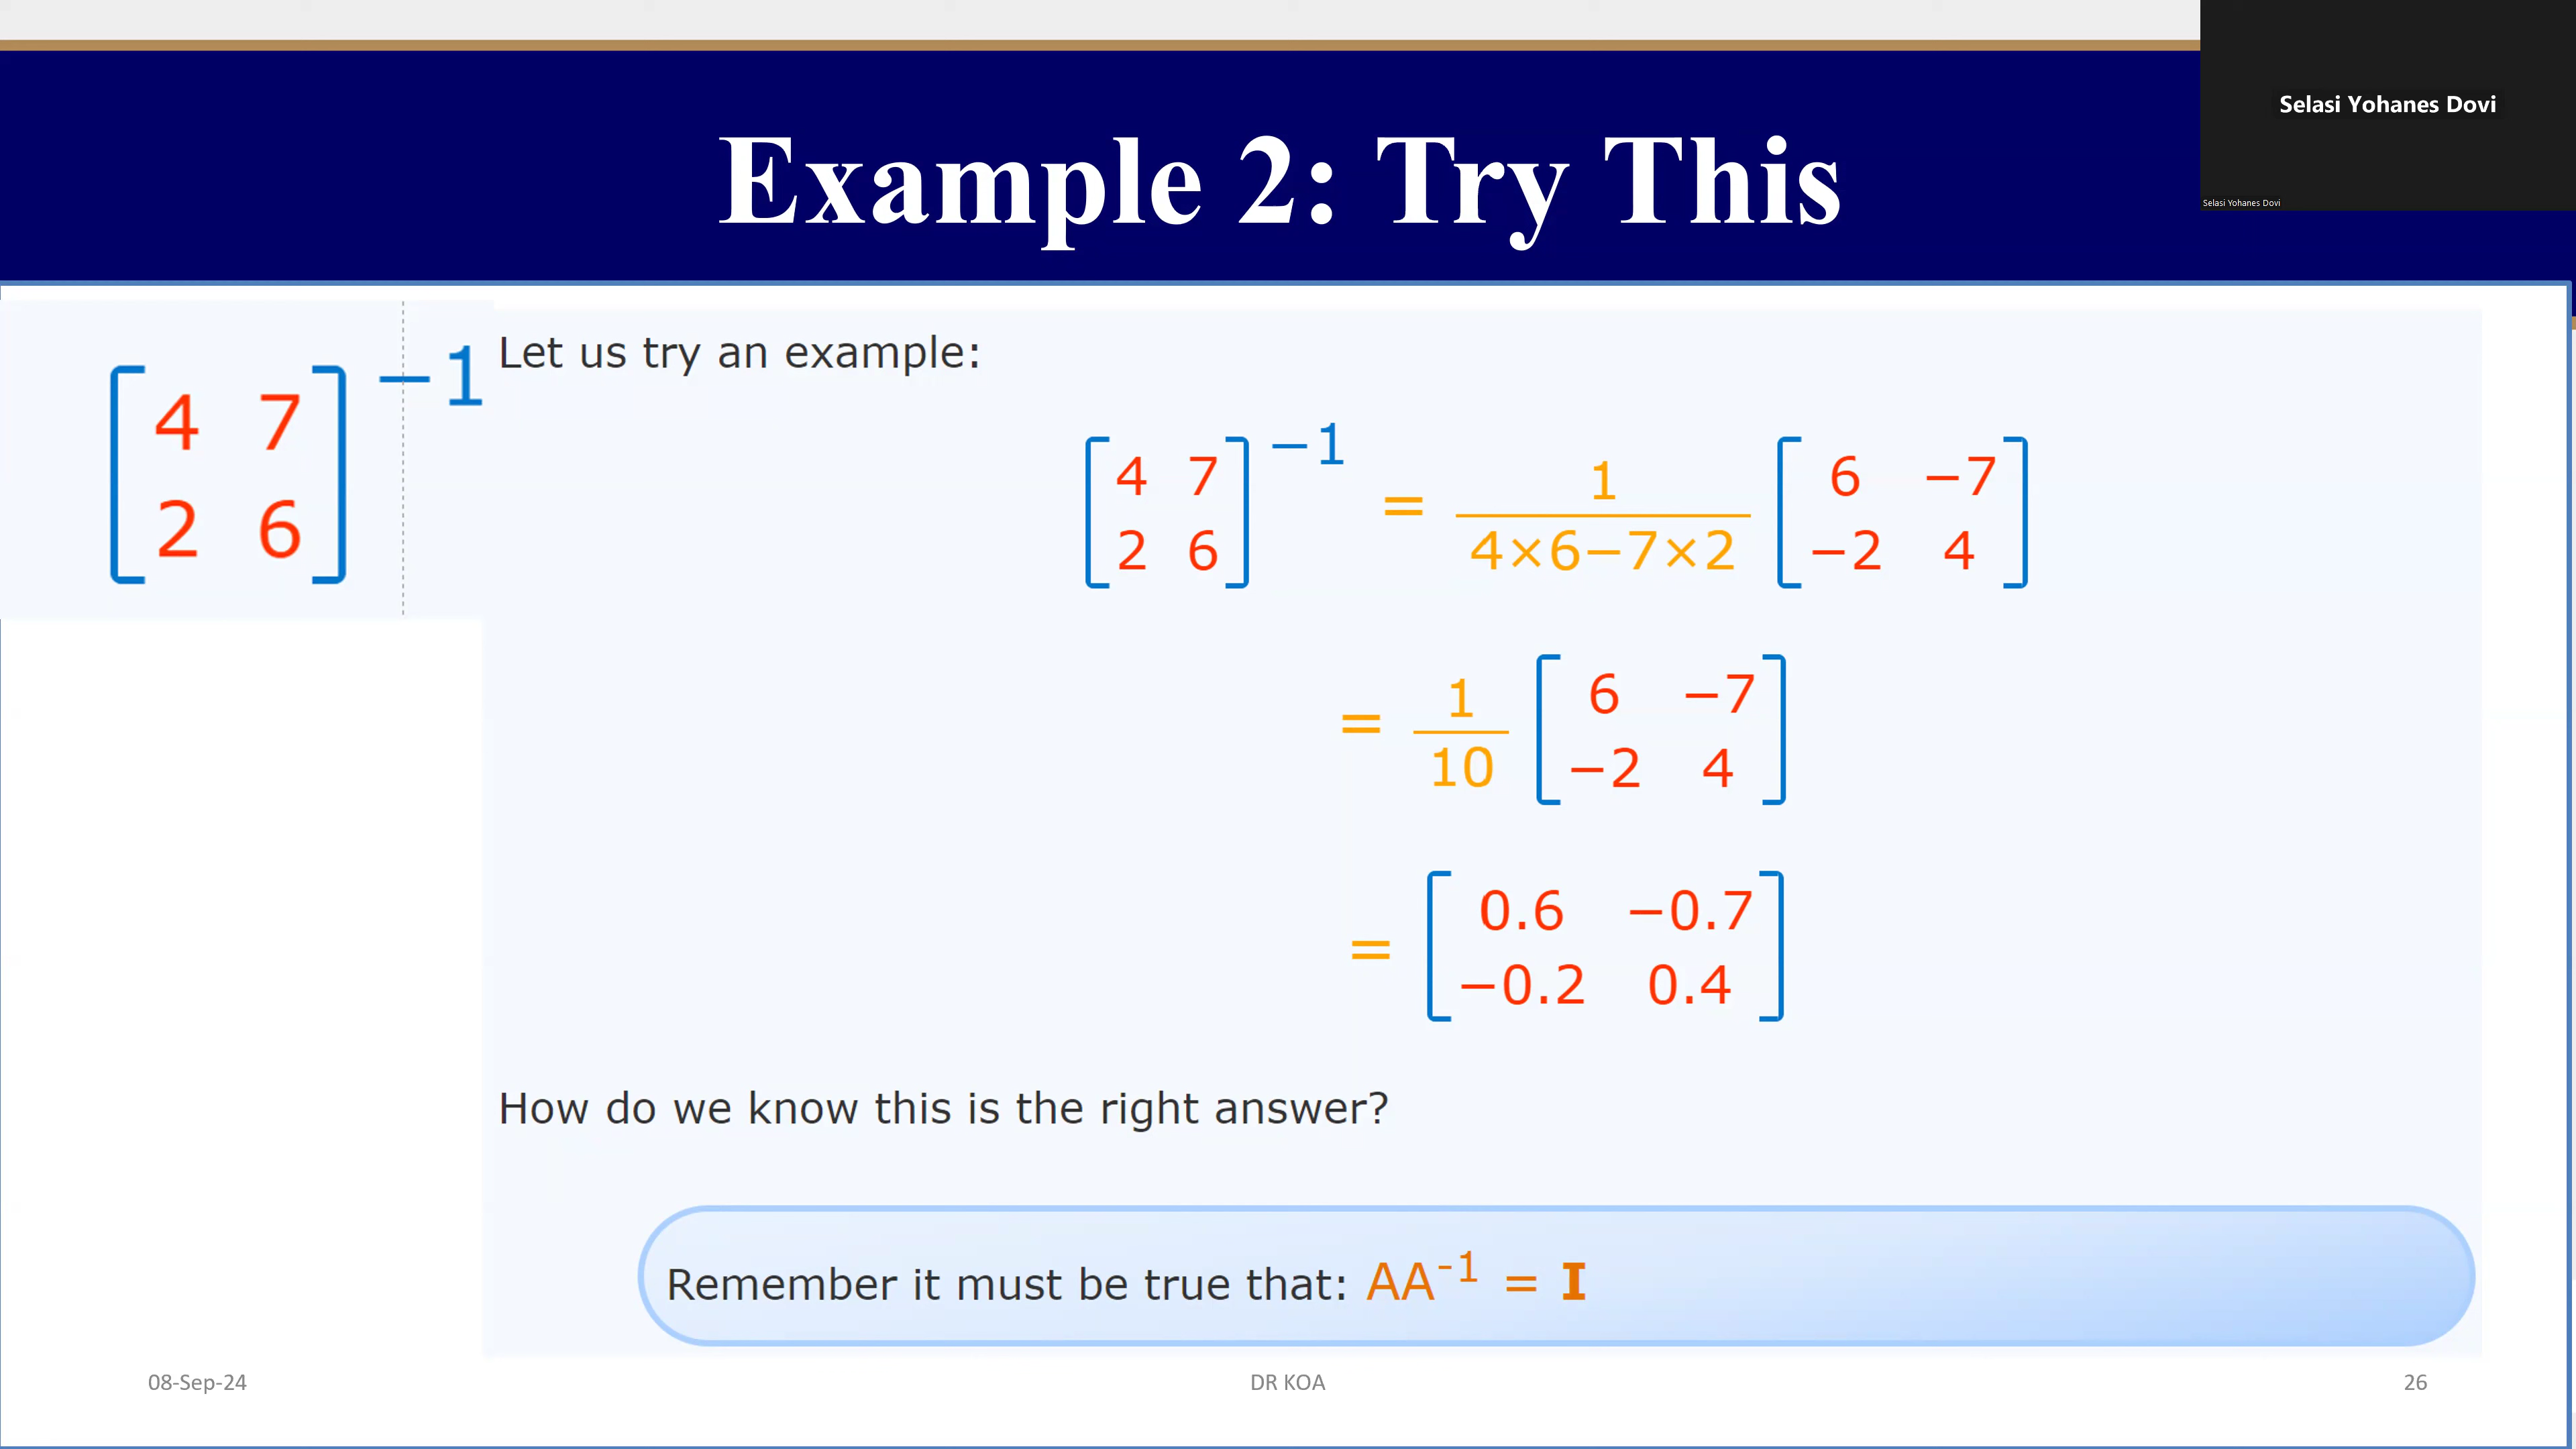 Selasi Yohanes Dovi
Selasi Yohanes Dovi
Example 2: Try This
[4 7
2 6]⁻¹
Let us try an example:
[4 7
2 6]⁻¹ = 1/(4×6−7×2) [6 −7
−2 4]
= 1/10 [6 −7
−2 4]
= [0.6 −0.7
−0.2 0.4]
How do we know this is the right answer?
Remember it must be true that: AA⁻¹ = I
08-Sep-24
DR KOA
26